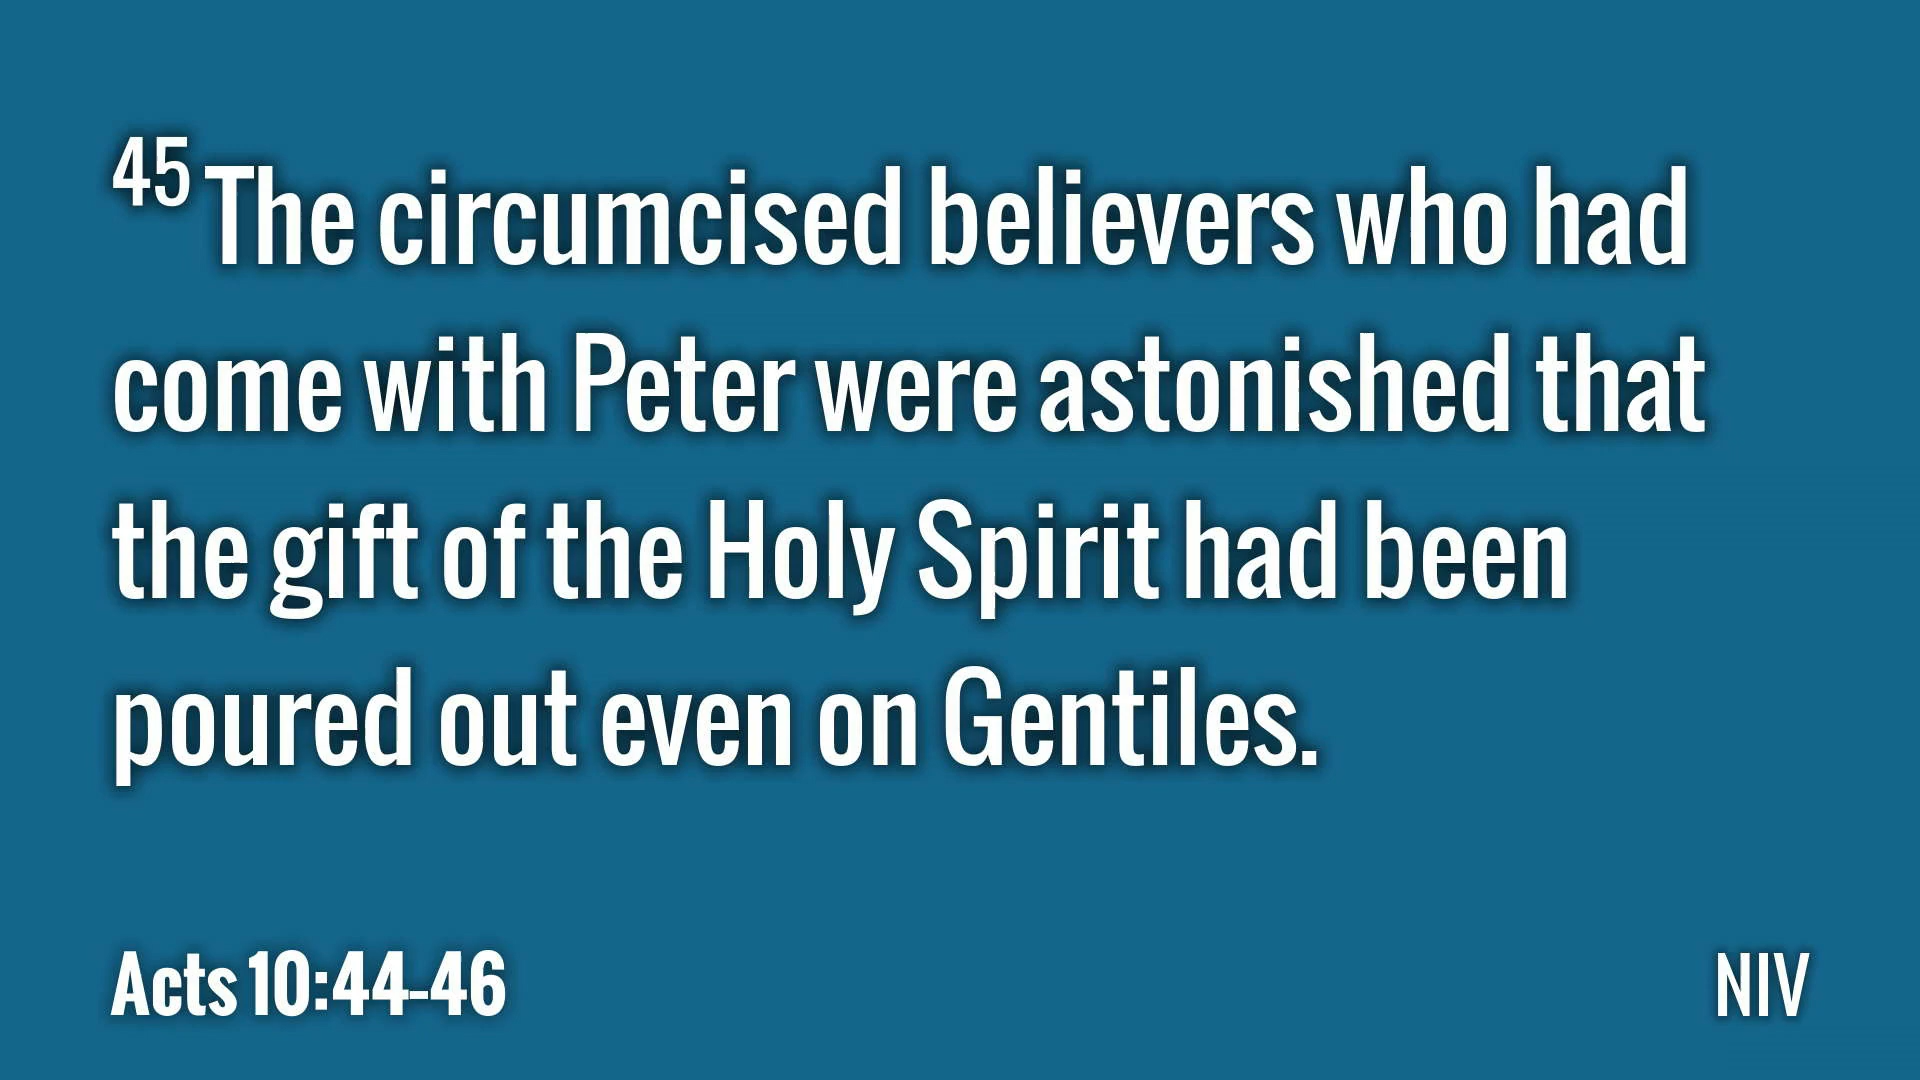 45 The circumcised believers who had
come with Peter were astonished that
the gift of the Holy Spirit had been
poured out even on Gentiles.
Acts 10:44-46
NIV